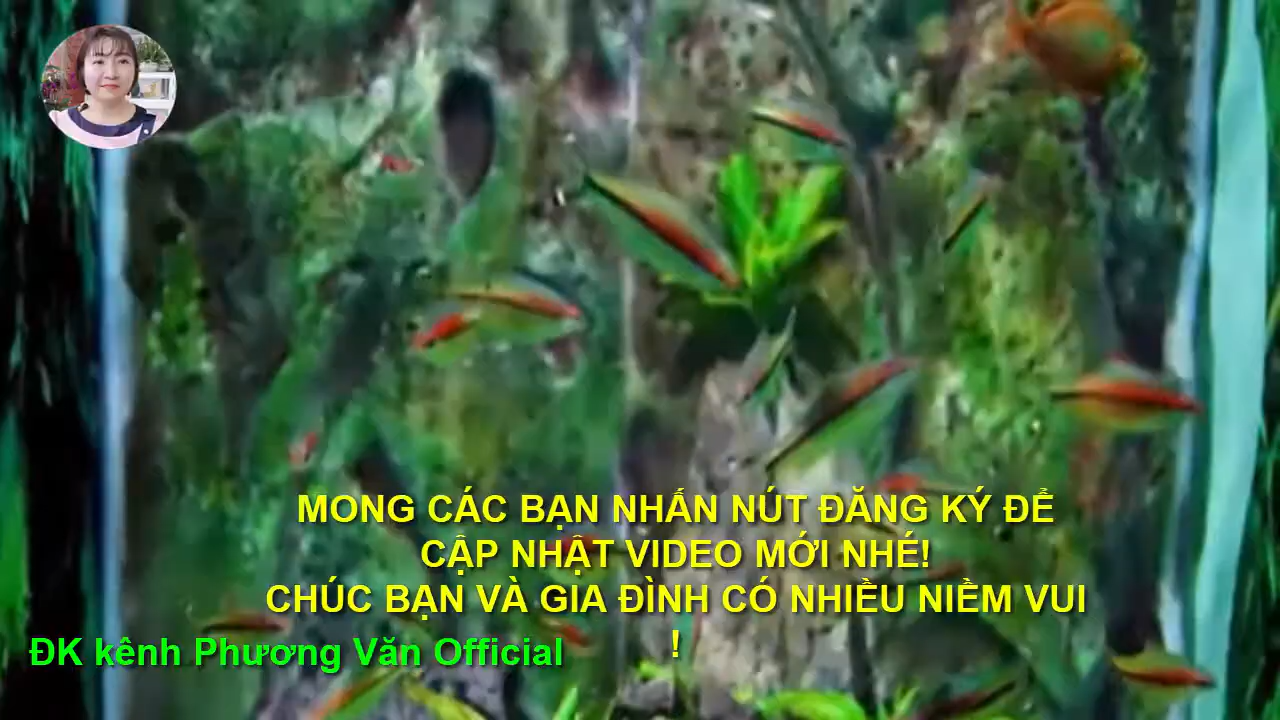 MONG CÁC BẠN NHẤN NÚT ĐĂNG KÝ ĐỂ
CẬP NHẬT VIDEO MỚI NHÉ!
CHÚC BẠN VÀ GIA ĐÌNH CÓ NHIỀU NIỀM VUI
!
ĐK kênh Phương Văn Official